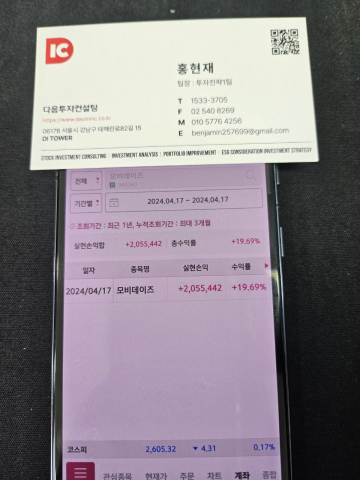 IC
홍현재
팀장 : 투자전략1팀
다음투자컨설팅
T 1533-3705
F 02 540 8269
M 010 5776 4256
E benjamin257699@gmail.com
06178 서울시 강남구 테헤란로82길 15
DI TOWER
STOCK INVESTMENT CONSULTING · INVESTMENT ANALYSIS | PORTFOLIO IMPROVEMENT · ESG CONSIDERATION INVESTMENT STRATEGY
전체 모비데이즈
기간별 2024.04.17 ~ 2024.04.17
조회기간 : 최근 1년, 누적조회기간 : 최대 3개월
실현손익합 +2,055,442 총수익률 +19.69%
일자 종목명 실현손익 수익률
2024/04/17 모비데이즈 +2,055,442 +19.69%
코스피 2,605.32 ▼ 4.31 0.17%
관심종목 현재가 주문 차트 계좌 종합